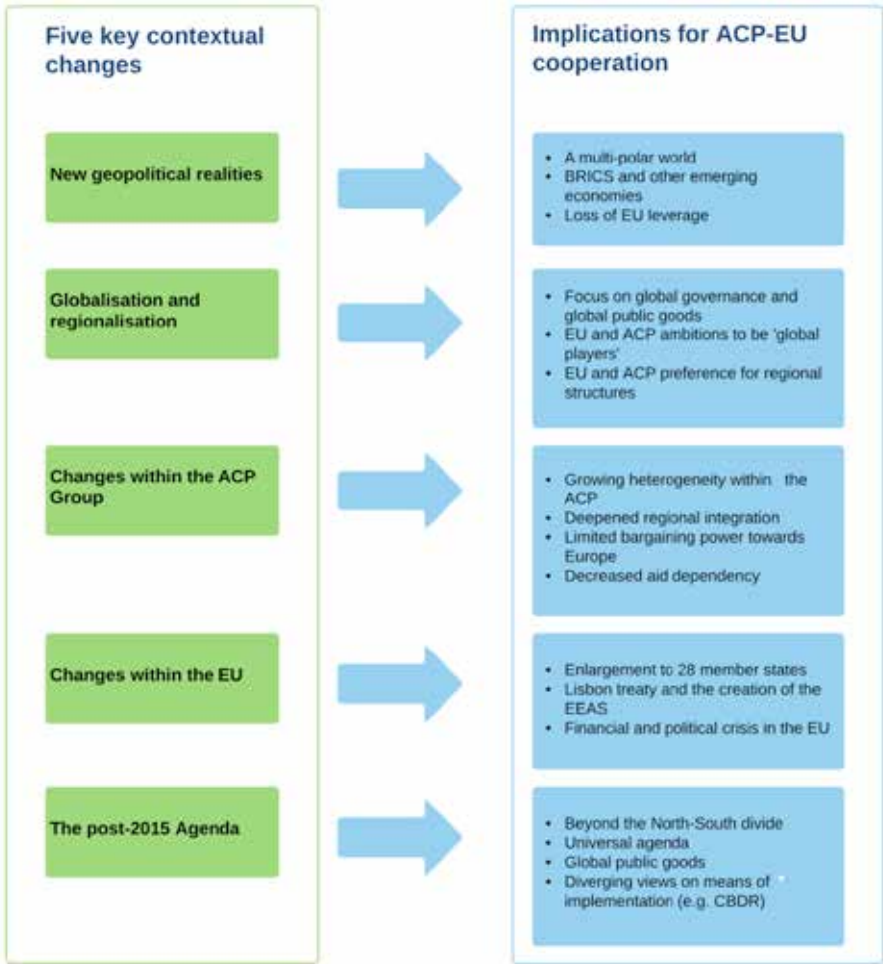 Five key contextual
changes
Implications for ACP-EU
cooperation
New geopolitical realities
• A multi-polar world
• BRICS and other emerging
economies
• Loss of EU leverage
Globalisation and
regionalisation
• Focus on global governance and
global public goods
• EU and ACP ambitions to be 'global
players'
• EU and ACP preference for regional
structures
Changes within the ACP
Group
• Growing heterogeneity within the
ACP
• Deepened regional integration
• Limited bargaining power towards
Europe
• Decreased aid dependency
Changes within the EU
• Enlargement to 28 member states
• Lisbon treaty and the creation of the
EEAS
• Financial and political crisis in the EU
The post-2015 Agenda
• Beyond the North-South divide
• Universal agenda
• Global public goods
• Diverging views on means of
implementation (e.g. CBDR)